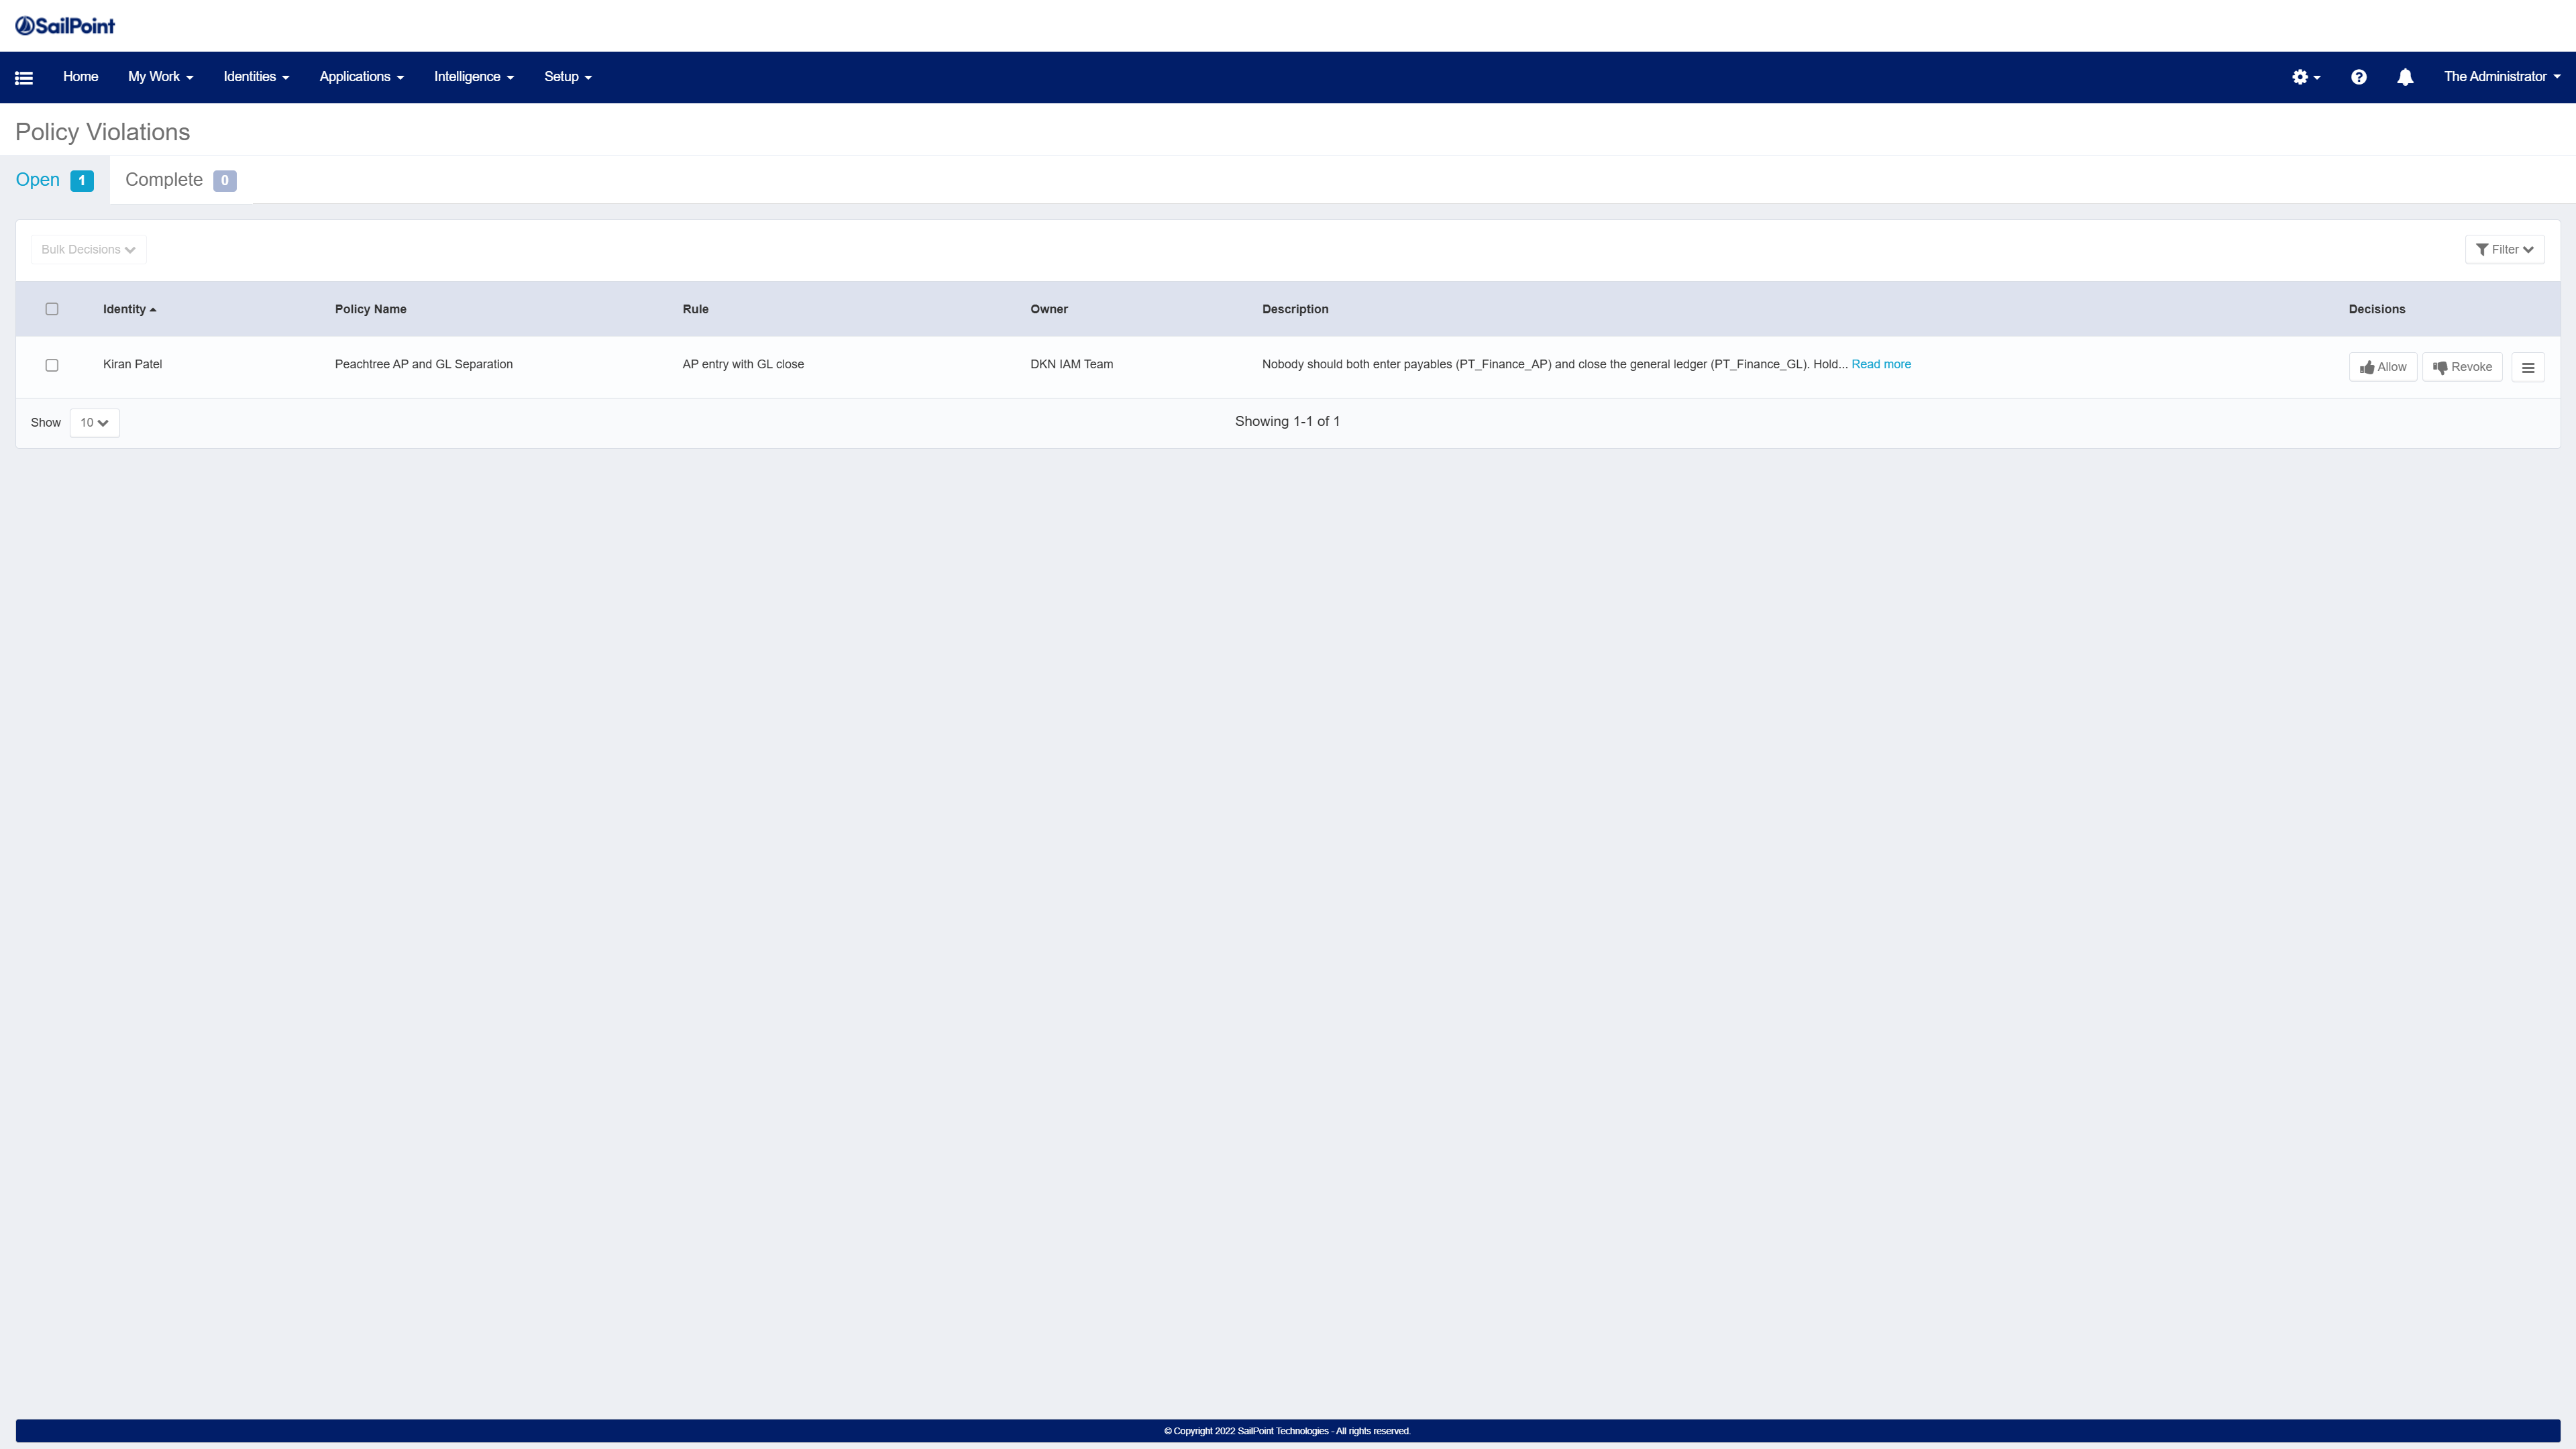 SailPoint
Home My Work Identities Applications Intelligence Setup The Administrator
Policy Violations
Open 1 Complete 0
Bulk Decisions Filter
Identity Policy Name Rule Owner Description Decisions
Kiran Patel Peachtree AP and GL Separation AP entry with GL close DKN IAM Team Nobody should both enter payables (PT_Finance_AP) and close the general ledger (PT_Finance_GL). Hold... Read more Allow Revoke
Show 10 Showing 1-1 of 1
© Copyright 2022 SailPoint Technologies - All rights reserved.